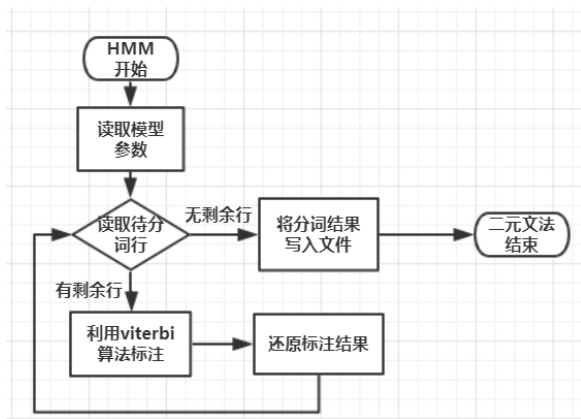 HMM
开始
读取模型
参数
读取待分
词行
无剩余行
将分词结果
写入文件
二元文法
结束
有剩余行
利用viterbi
算法标注
还原标注结果